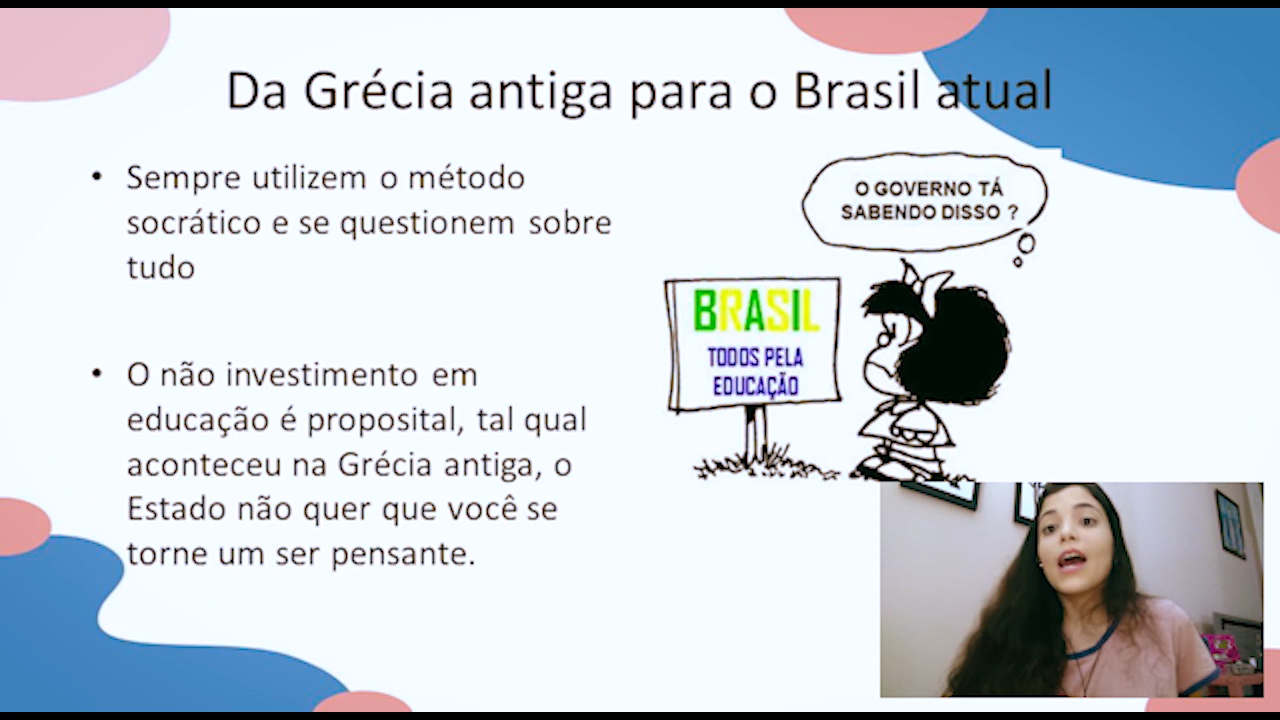 Da Grécia antiga para o Brasil atual
• Sempre utilizem o método
socrático e se questionem sobre
tudo
• O não investimento em
educação é proposital, tal qual
aconteceu na Grécia antiga, o
Estado não quer que você se
torne um ser pensante.
O GOVERNO TÁ
SABENDO DISSO ?
BRASIL
TODOS PELA
EDUCAÇÃO